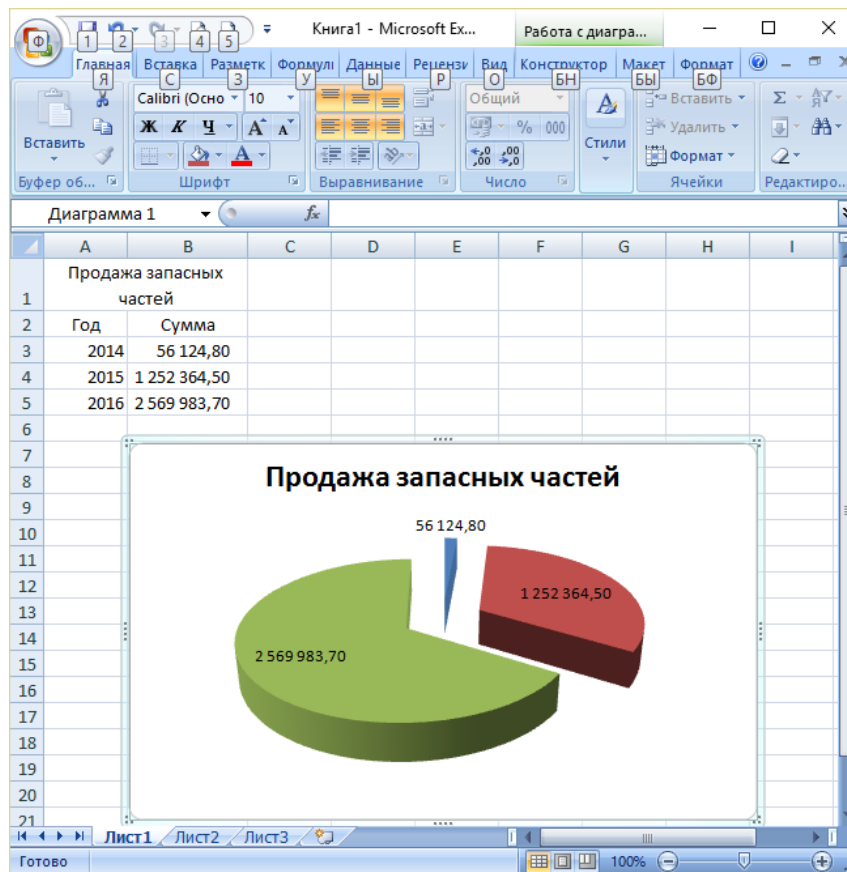 Книга1 - Microsoft Ex... Работа с диагра...
Ф 1 2 3 4 5
Главная Вставка Разметк Формулы Данные Рецензи Вид Конструктор Макет Формат
Я С З У Ы Р О БН БЫ БФ
Calibri (Осно 10 Общий Вставить Σ
Вставить Ж К Ч A A % 000 Стили Удалить
A ,00 ,0 ,00 Формат
Буфер об... Шрифт Выравнивание Число Ячейки Редактиро...
Диаграмма 1 fx
A B C D E F G H I
Продажа запасных
1 частей
2 Год Сумма
3 2014 56 124,80
4 2015 1 252 364,50
5 2016 2 569 983,70
6
7
8 Продажа запасных частей
9
10 56 124,80
11
12 1 252 364,50
13
14
15 2 569 983,70
16
17
18
19
20
21
Лист1 Лист2 Лист3
Готово 100%